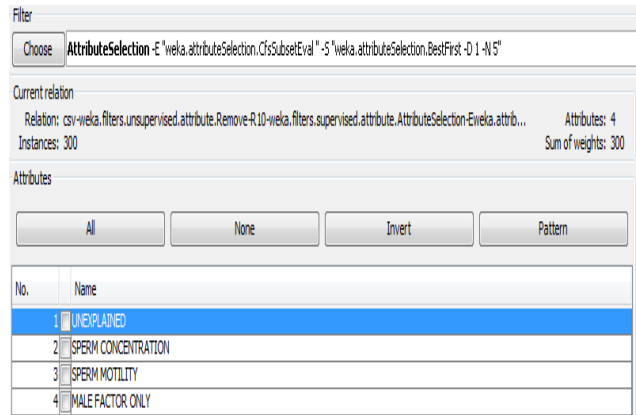 Filter
Choose AttributeSelection -E "weka.attributeSelection.CfsSubsetEval " -S "weka.attributeSelection.BestFirst -D 1 -N 5"
Current relation
Relation: csv-weka.filters.unsupervised.attribute.Remove-R10-weka.filters.supervised.attribute.AttributeSelection-Eweka.attrib... Attributes: 4
Instances: 300 Sum of weights: 300
Attributes
All None Invert Pattern
No. Name
1 UNEXPLAINED
2 SPERM CONCENTRATION
3 SPERM MOTILITY
4 MALE FACTOR ONLY